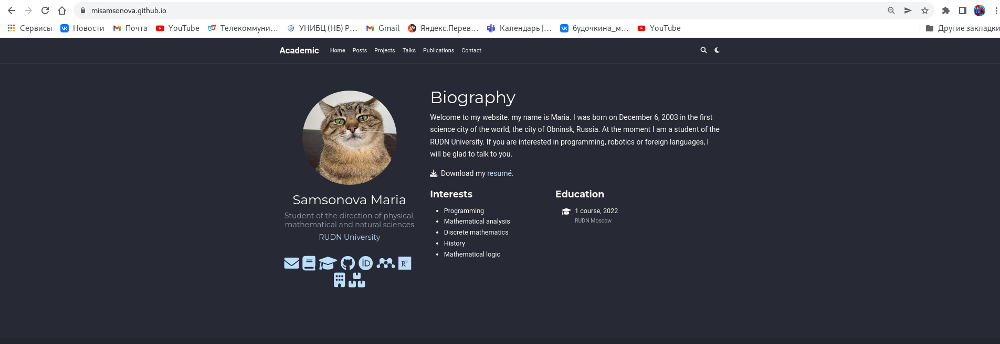 misamsonova.github.io
Сервисы Новости Почта YouTube Телекоммуни... УНИБЦ (НБ) Р... Gmail Яндекс.Перев... Календарь |... будочкина_м... YouTube Другие закладки
Academic Home Posts Projects Talks Publications Contact
Biography
Welcome to my website. my name is Maria. I was born on December 6, 2003 in the first
science city of the world, the city of Obninsk, Russia. At the moment I am a student of the
RUDN University. If you are interested in programming, robotics or foreign languages, I
will be glad to talk to you.
Download my resumé.
Samsonova Maria
Student of the direction of physical,
mathematical and natural sciences
RUDN University
iD
RG
Interests
Programming
Mathematical analysis
Discrete mathematics
History
Mathematical logic
Education
1 course, 2022
RUDN Moscow